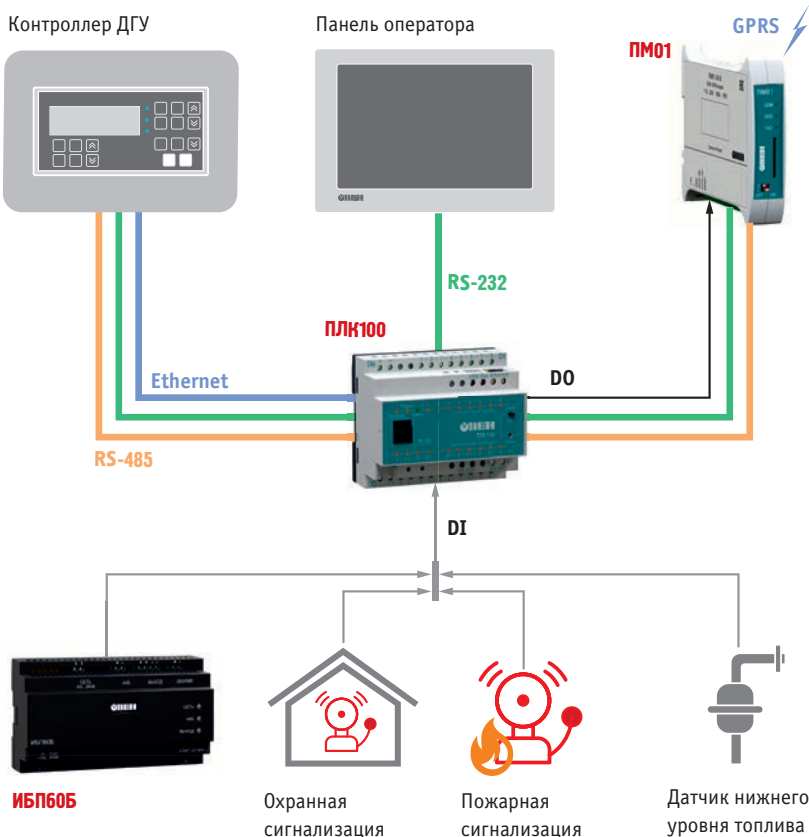 Контроллер ДГУ
Панель оператора
GPRS
ПМ01
RS-232
ПЛК100
Ethernet
DO
RS-485
DI
ИБП60Б
Охранная
сигнализация
Пожарная
сигнализация
Датчик нижнего
уровня топлива